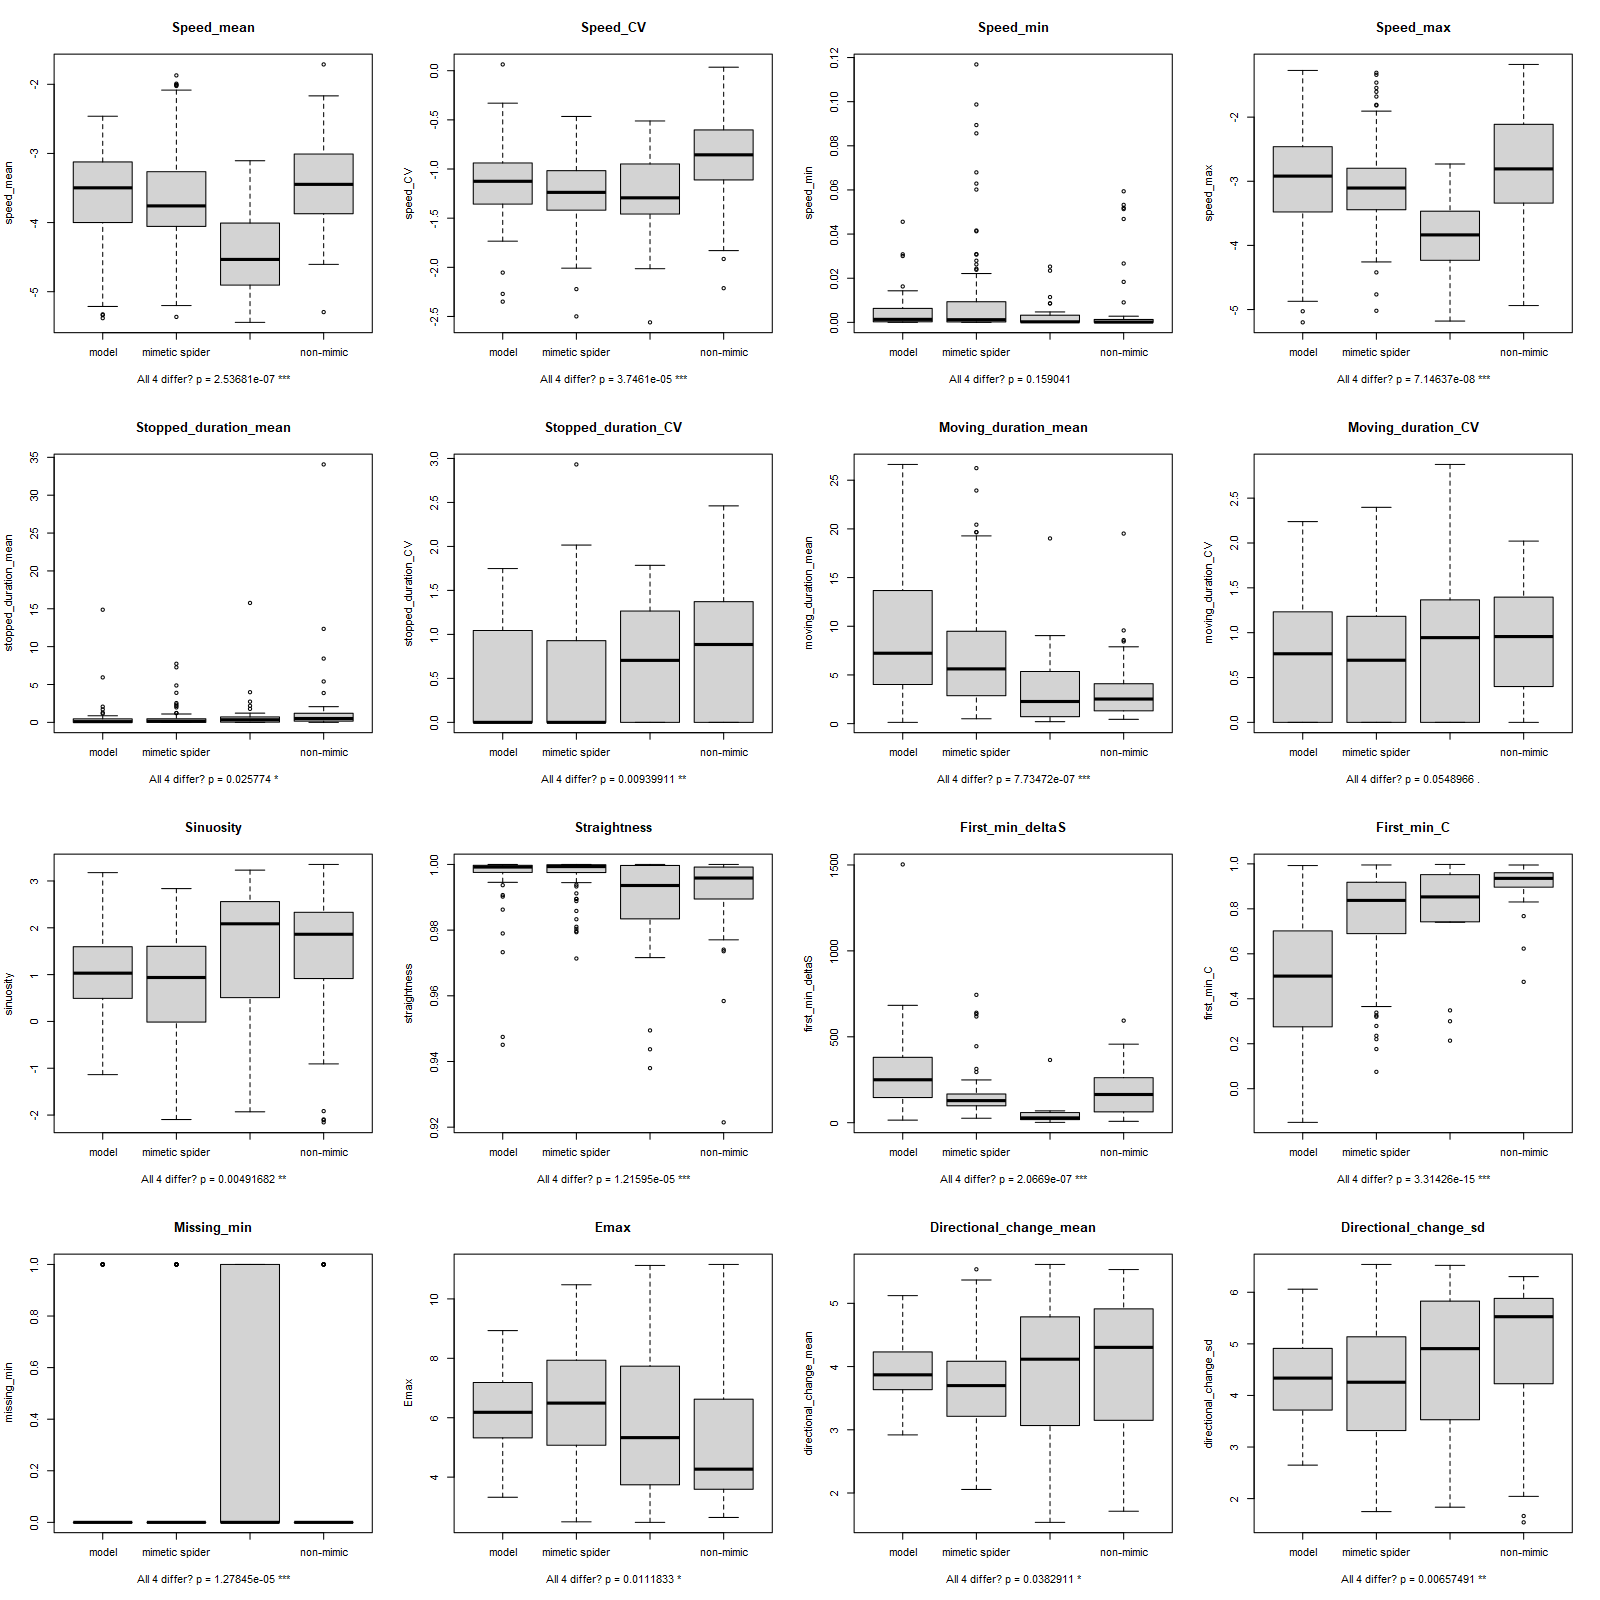 Speed_mean
speed_mean
-2
-3
-4
-5
model mimetic spider non-mimic
All 4 differ? p = 2.53681e-07 ***
Speed_CV
speed_CV
0.0
-0.5
-1.0
-1.5
-2.0
-2.5
model mimetic spider non-mimic
All 4 differ? p = 3.7461e-05 ***
Speed_min
speed_min
0.12
0.10
0.08
0.06
0.04
0.02
0.00
model mimetic spider non-mimic
All 4 differ? p = 0.159041
Speed_max
speed_max
-2
-3
-4
-5
model mimetic spider non-mimic
All 4 differ? p = 7.14637e-08 ***
Stopped_duration_mean
stopped_duration_mean
35
30
25
20
15
10
5
0
model mimetic spider non-mimic
All 4 differ? p = 0.025774 *
Stopped_duration_CV
stopped_duration_CV
3.0
2.5
2.0
1.5
1.0
0.5
0.0
model mimetic spider non-mimic
All 4 differ? p = 0.00939911 **
Moving_duration_mean
moving_duration_mean
25
20
15
10
5
0
model mimetic spider non-mimic
All 4 differ? p = 7.73472e-07 ***
Moving_duration_CV
moving_duration_CV
2.5
2.0
1.5
1.0
0.5
0.0
model mimetic spider non-mimic
All 4 differ? p = 0.0548966 .
Sinuosity
sinuosity
3
2
1
0
-1
-2
model mimetic spider non-mimic
All 4 differ? p = 0.00491682 **
Straightness
straightness
1.00
0.98
0.96
0.94
0.92
model mimetic spider non-mimic
All 4 differ? p = 1.21595e-05 ***
First_min_deltaS
first_min_deltaS
1500
1000
500
0
model mimetic spider non-mimic
All 4 differ? p = 2.0669e-07 ***
First_min_C
first_min_C
1.0
0.8
0.6
0.4
0.2
0.0
model mimetic spider non-mimic
All 4 differ? p = 3.31426e-15 ***
Missing_min
missing_min
1.0
0.8
0.6
0.4
0.2
0.0
model mimetic spider non-mimic
All 4 differ? p = 1.27845e-05 ***
Emax
Emax
10
8
6
4
model mimetic spider non-mimic
All 4 differ? p = 0.0111833 *
Directional_change_mean
directional_change_mean
5
4
3
2
model mimetic spider non-mimic
All 4 differ? p = 0.0382911 *
Directional_change_sd
directional_change_sd
6
5
4
3
2
model mimetic spider non-mimic
All 4 differ? p = 0.00657491 **